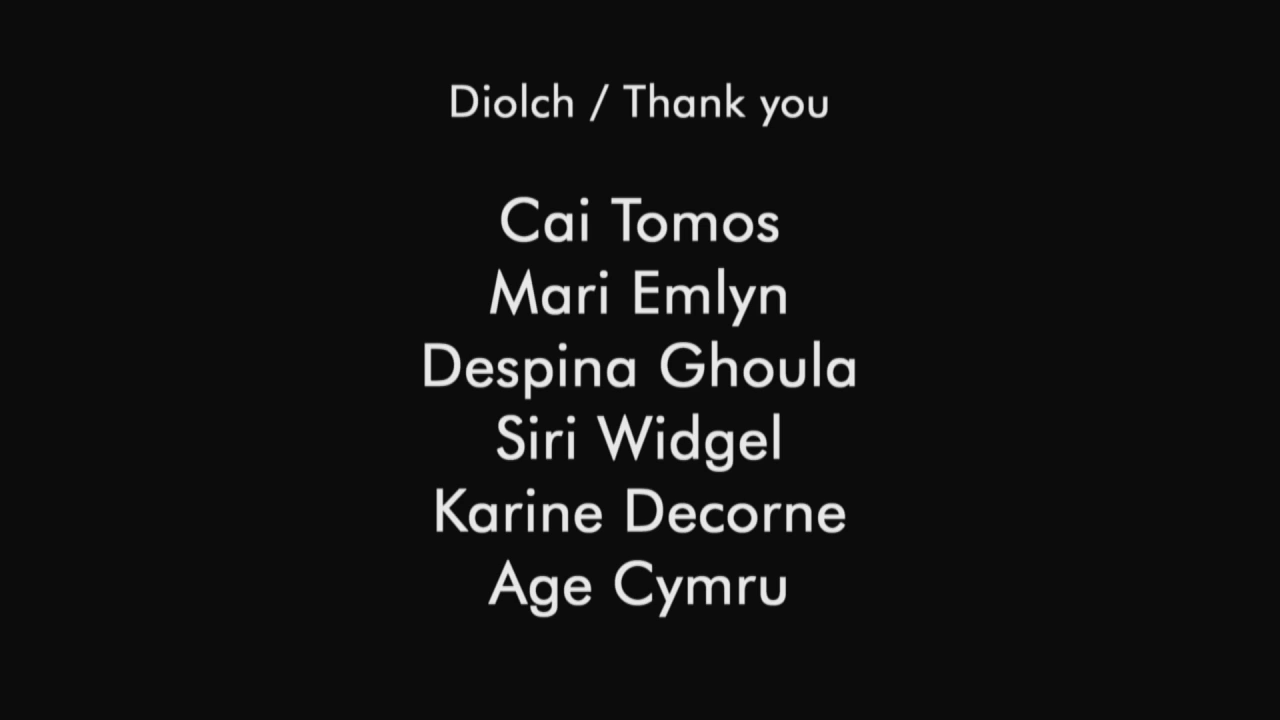 Diolch / Thank you
Cai Tomos
Mari Emlyn
Despina Ghoula
Siri Widgel
Karine Decorne
Age Cymru